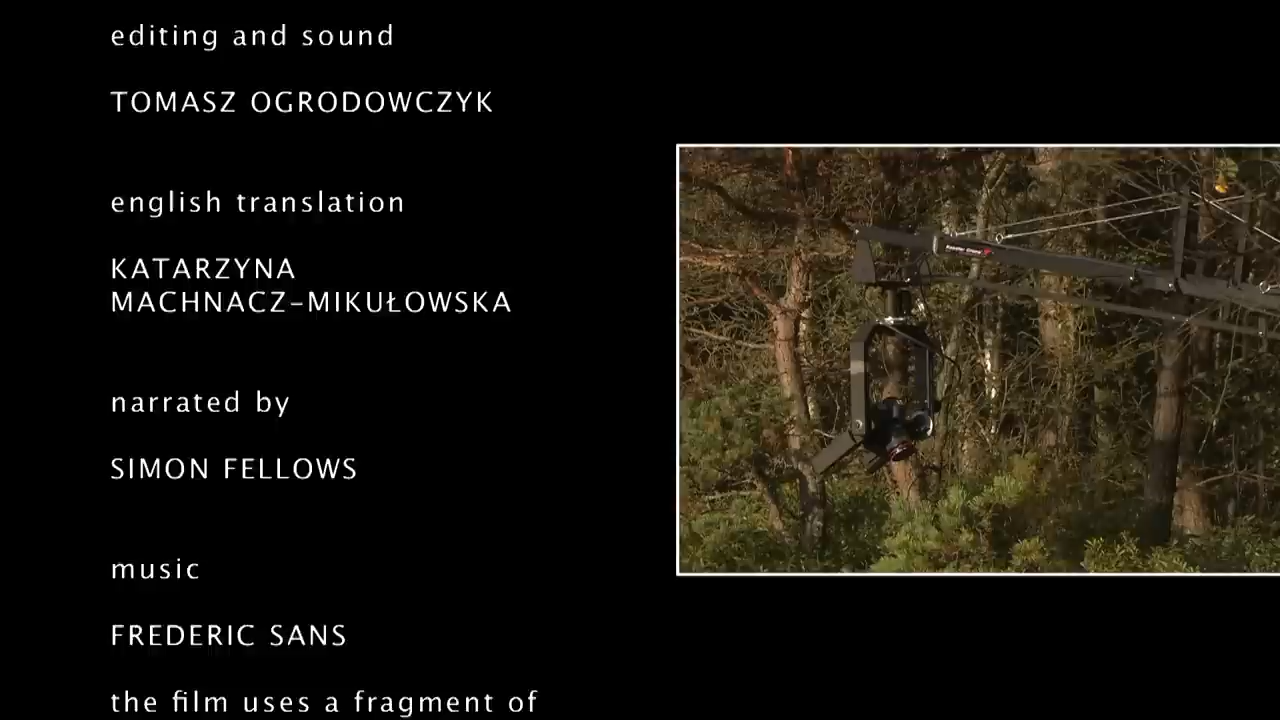 editing and sound
TOMASZ OGRODOWCZYK
english translation
KATARZYNA
MACHNACZ-MIKUŁOWSKA
narrated by
SIMON FELLOWS
music
FREDERIC SANS
the film uses a fragment of